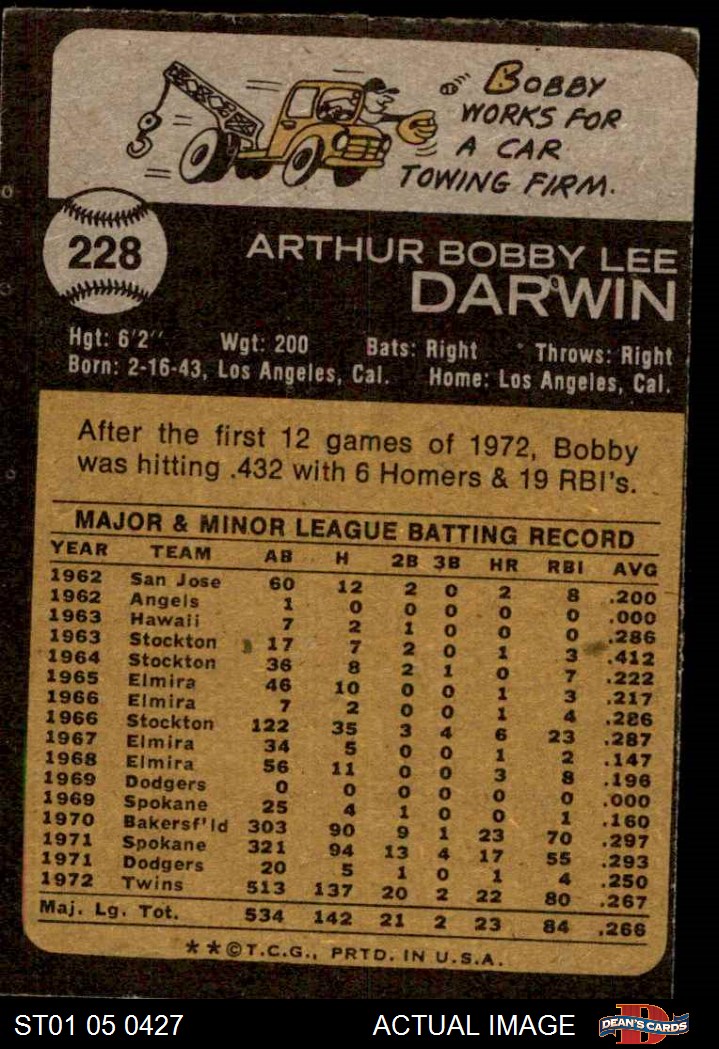 BOBBY
WORKS FOR
A CAR
TOWING FIRM.
228
ARTHUR BOBBY LEE
DARWIN
Hgt: 6'2" Wgt: 200 Bats: Right Throws: Right
Born: 2-16-43, Los Angeles, Cal. Home: Los Angeles, Cal.
After the first 12 games of 1972, Bobby
was hitting .432 with 6 Homers & 19 RBI's.
MAJOR & MINOR LEAGUE BATTING RECORD
YEAR TEAM AB H 2B 3B HR RBI AVG
1962 San Jose 60 12 2 0 2 8 .200
1962 Angels 1 0 0 0 0 0 .000
1963 Hawaii 7 2 1 0 0 0 .286
1963 Stockton 17 7 2 0 1 3 .412
1964 Stockton 36 8 2 1 0 7 .222
1965 Elmira 46 10 0 0 1 3 .217
1966 Elmira 7 2 0 0 1 4 .286
1966 Stockton 122 35 3 4 6 23 .287
1967 Elmira 34 5 0 0 1 2 .147
1968 Elmira 56 11 0 0 3 8 .196
1969 Dodgers 0 0 0 0 0 0 .000
1969 Spokane 25 4 1 0 0 1 .160
1970 Bakersf'ld 303 90 9 1 23 70 .297
1971 Spokane 321 94 13 4 17 55 .293
1971 Dodgers 20 5 1 0 1 4 .250
1972 Twins 513 137 20 2 22 80 .267
Maj. Lg. Tot. 534 142 21 2 23 84 .266
**©T.C.G., PRTD. IN U.S.A.
ST01 05 0427 ACTUAL IMAGE DEAN'S CARDS